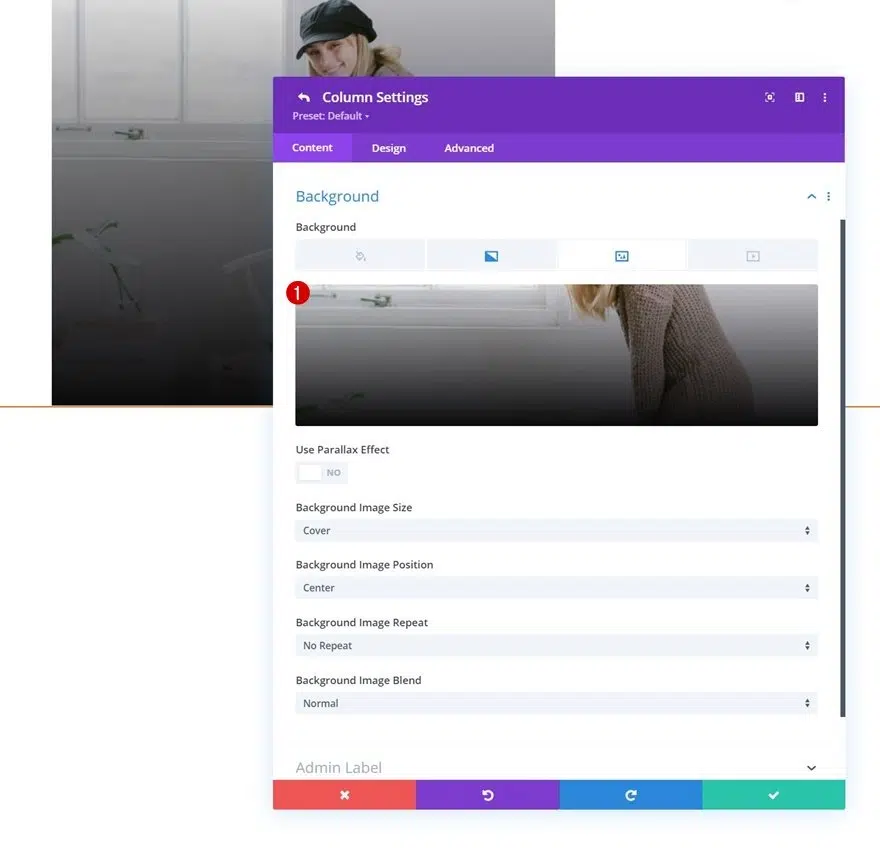 Column Settings
Preset: Default
Content
Design
Advanced
Background
Background
1
Use Parallax Effect
NO
Background Image Size
Cover
Background Image Position
Center
Background Image Repeat
No Repeat
Background Image Blend
Normal
Admin Label